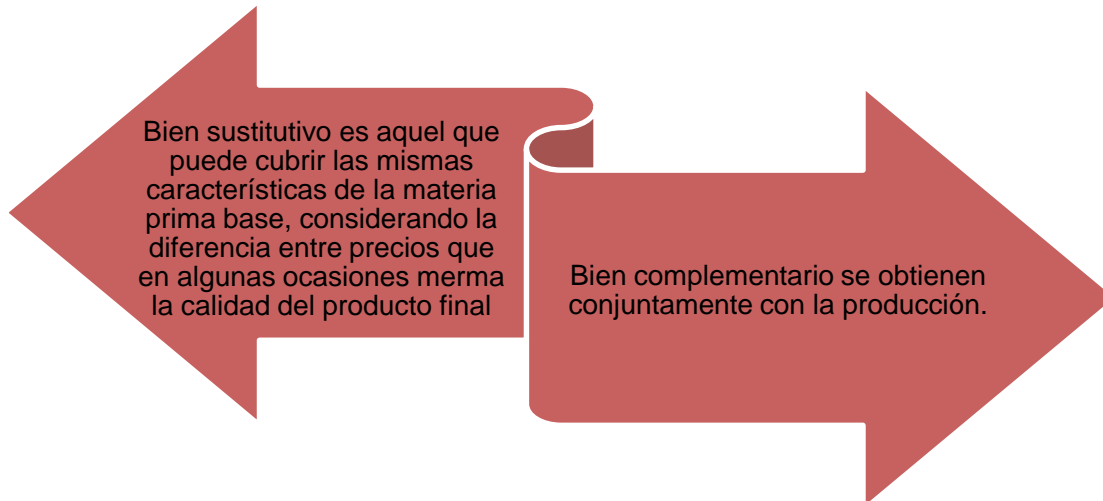 Bien sustitutivo es aquel que
puede cubrir las mismas
características de la materia
prima base, considerando la
diferencia entre precios que
en algunas ocasiones merma
la calidad del producto final
Bien complementario se obtienen
conjuntamente con la producción.